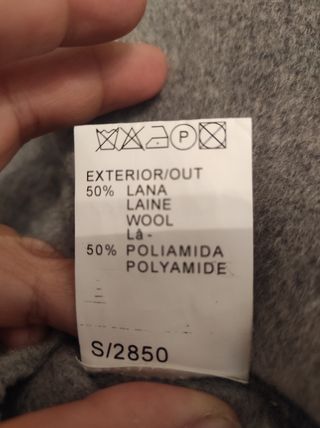 P
EXTERIOR/OUT
50% LANA
LAINE
WOOL
Lã -
50% POLIAMIDA
POLYAMIDE
S/2850